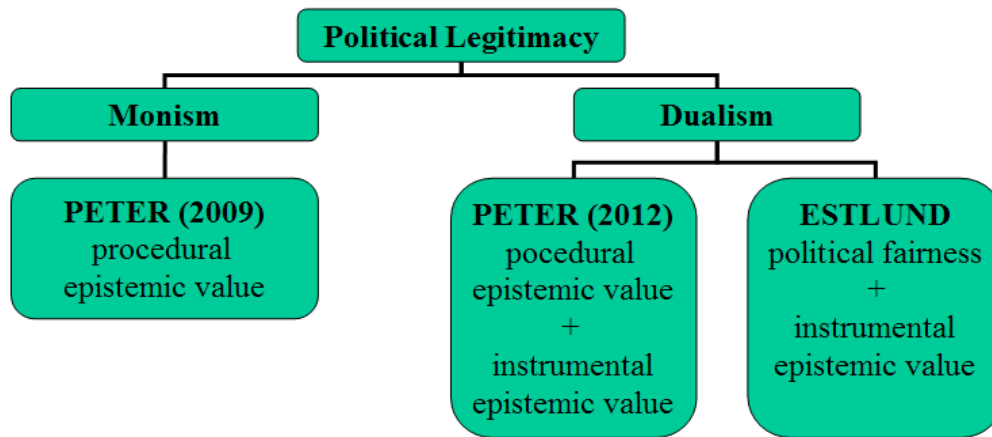 Political Legitimacy
Monism
Dualism
PETER (2009)
procedural
epistemic value
PETER (2012)
pocedural
epistemic value
+
instrumental
epistemic value
ESTLUND
political fairness
+
instrumental
epistemic value